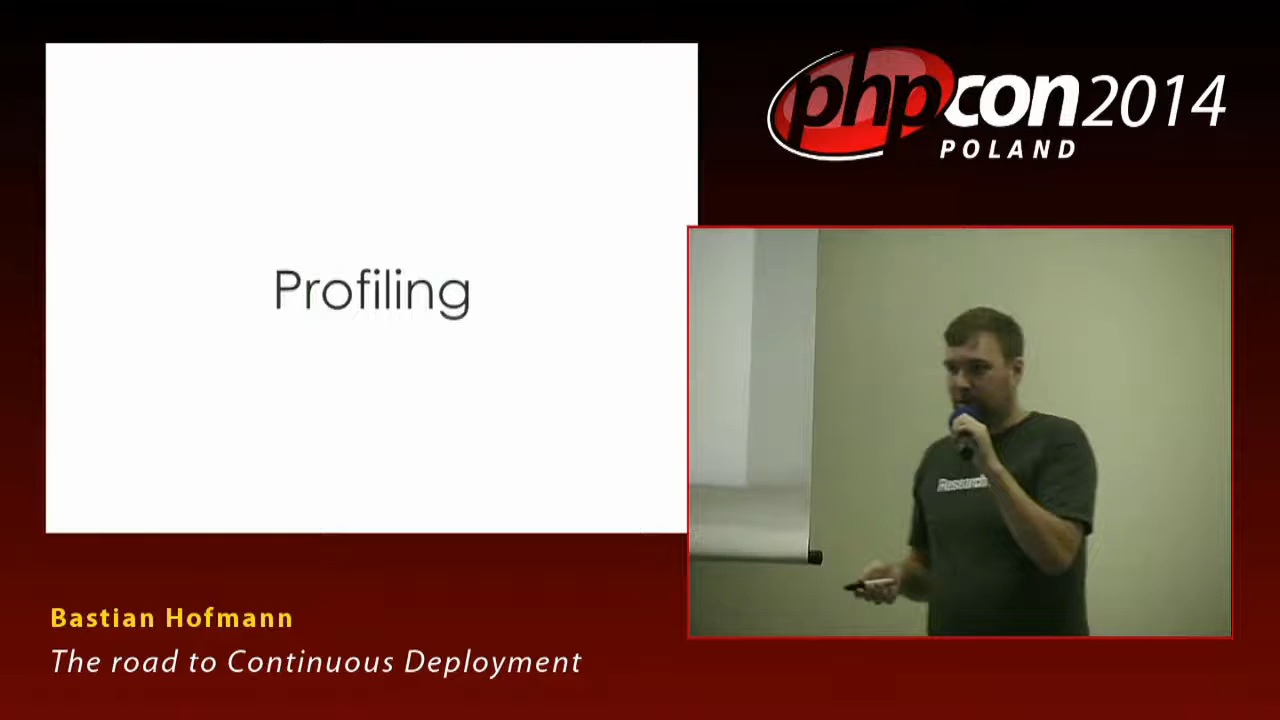 phpcon2014
POLAND
Profiling
Bastian Hofmann
The road to Continuous Deployment